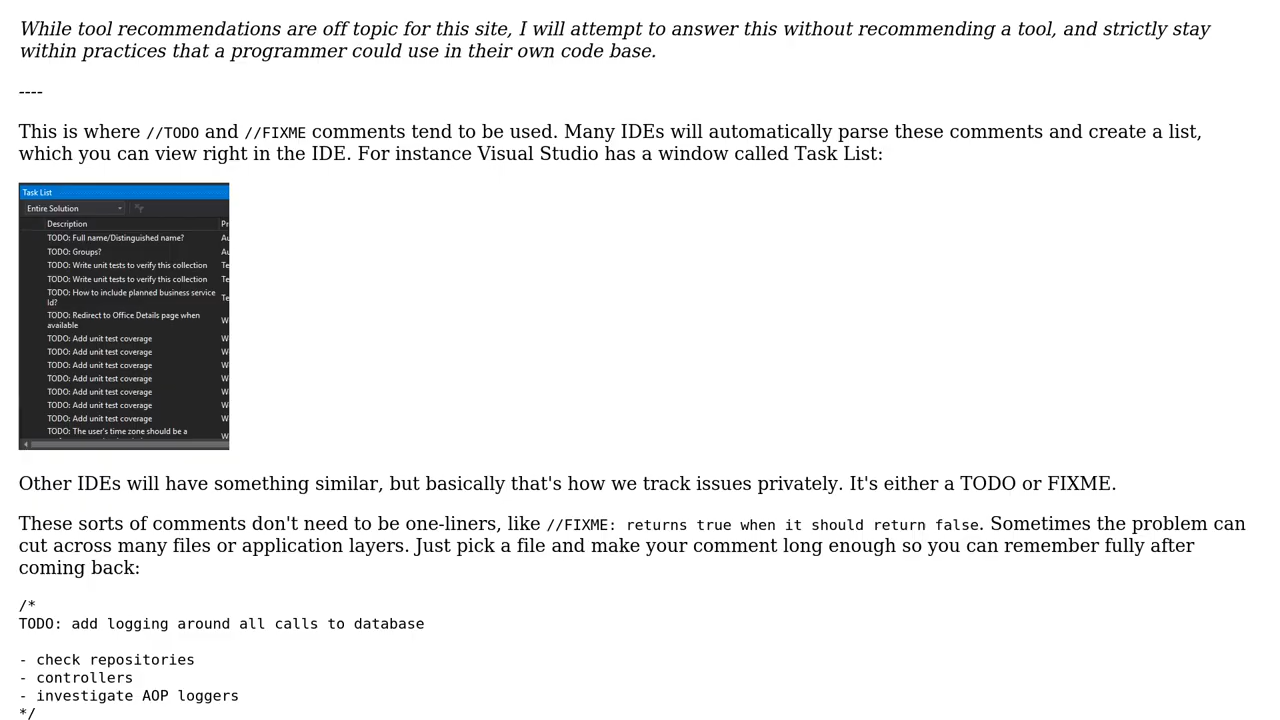 While tool recommendations are off topic for this site, I will attempt to answer this without recommending a tool, and strictly stay
within practices that a programmer could use in their own code base.
----
This is where //TODO and //FIXME comments tend to be used. Many IDEs will automatically parse these comments and create a list,
which you can view right in the IDE. For instance Visual Studio has a window called Task List:
Task List
Entire Solution
Description Pr
TODO: Full name/Distinguished name? Au
TODO: Groups? Au
TODO: Write unit tests to verify this collection Te
TODO: Write unit tests to verify this collection Te
TODO: How to include planned business service Te
Id?
TODO: Redirect to Office Details page when W
available
TODO: Add unit test coverage W
TODO: Add unit test coverage W
TODO: Add unit test coverage W
TODO: Add unit test coverage W
TODO: Add unit test coverage W
TODO: Add unit test coverage W
TODO: Add unit test coverage W
TODO: The user's time zone should be a W
Other IDEs will have something similar, but basically that's how we track issues privately. It's either a TODO or FIXME.
These sorts of comments don't need to be one-liners, like //FIXME: returns true when it should return false. Sometimes the problem can
cut across many files or application layers. Just pick a file and make your comment long enough so you can remember fully after
coming back:
/*
TODO: add logging around all calls to database
- check repositories
- controllers
- investigate AOP loggers
*/